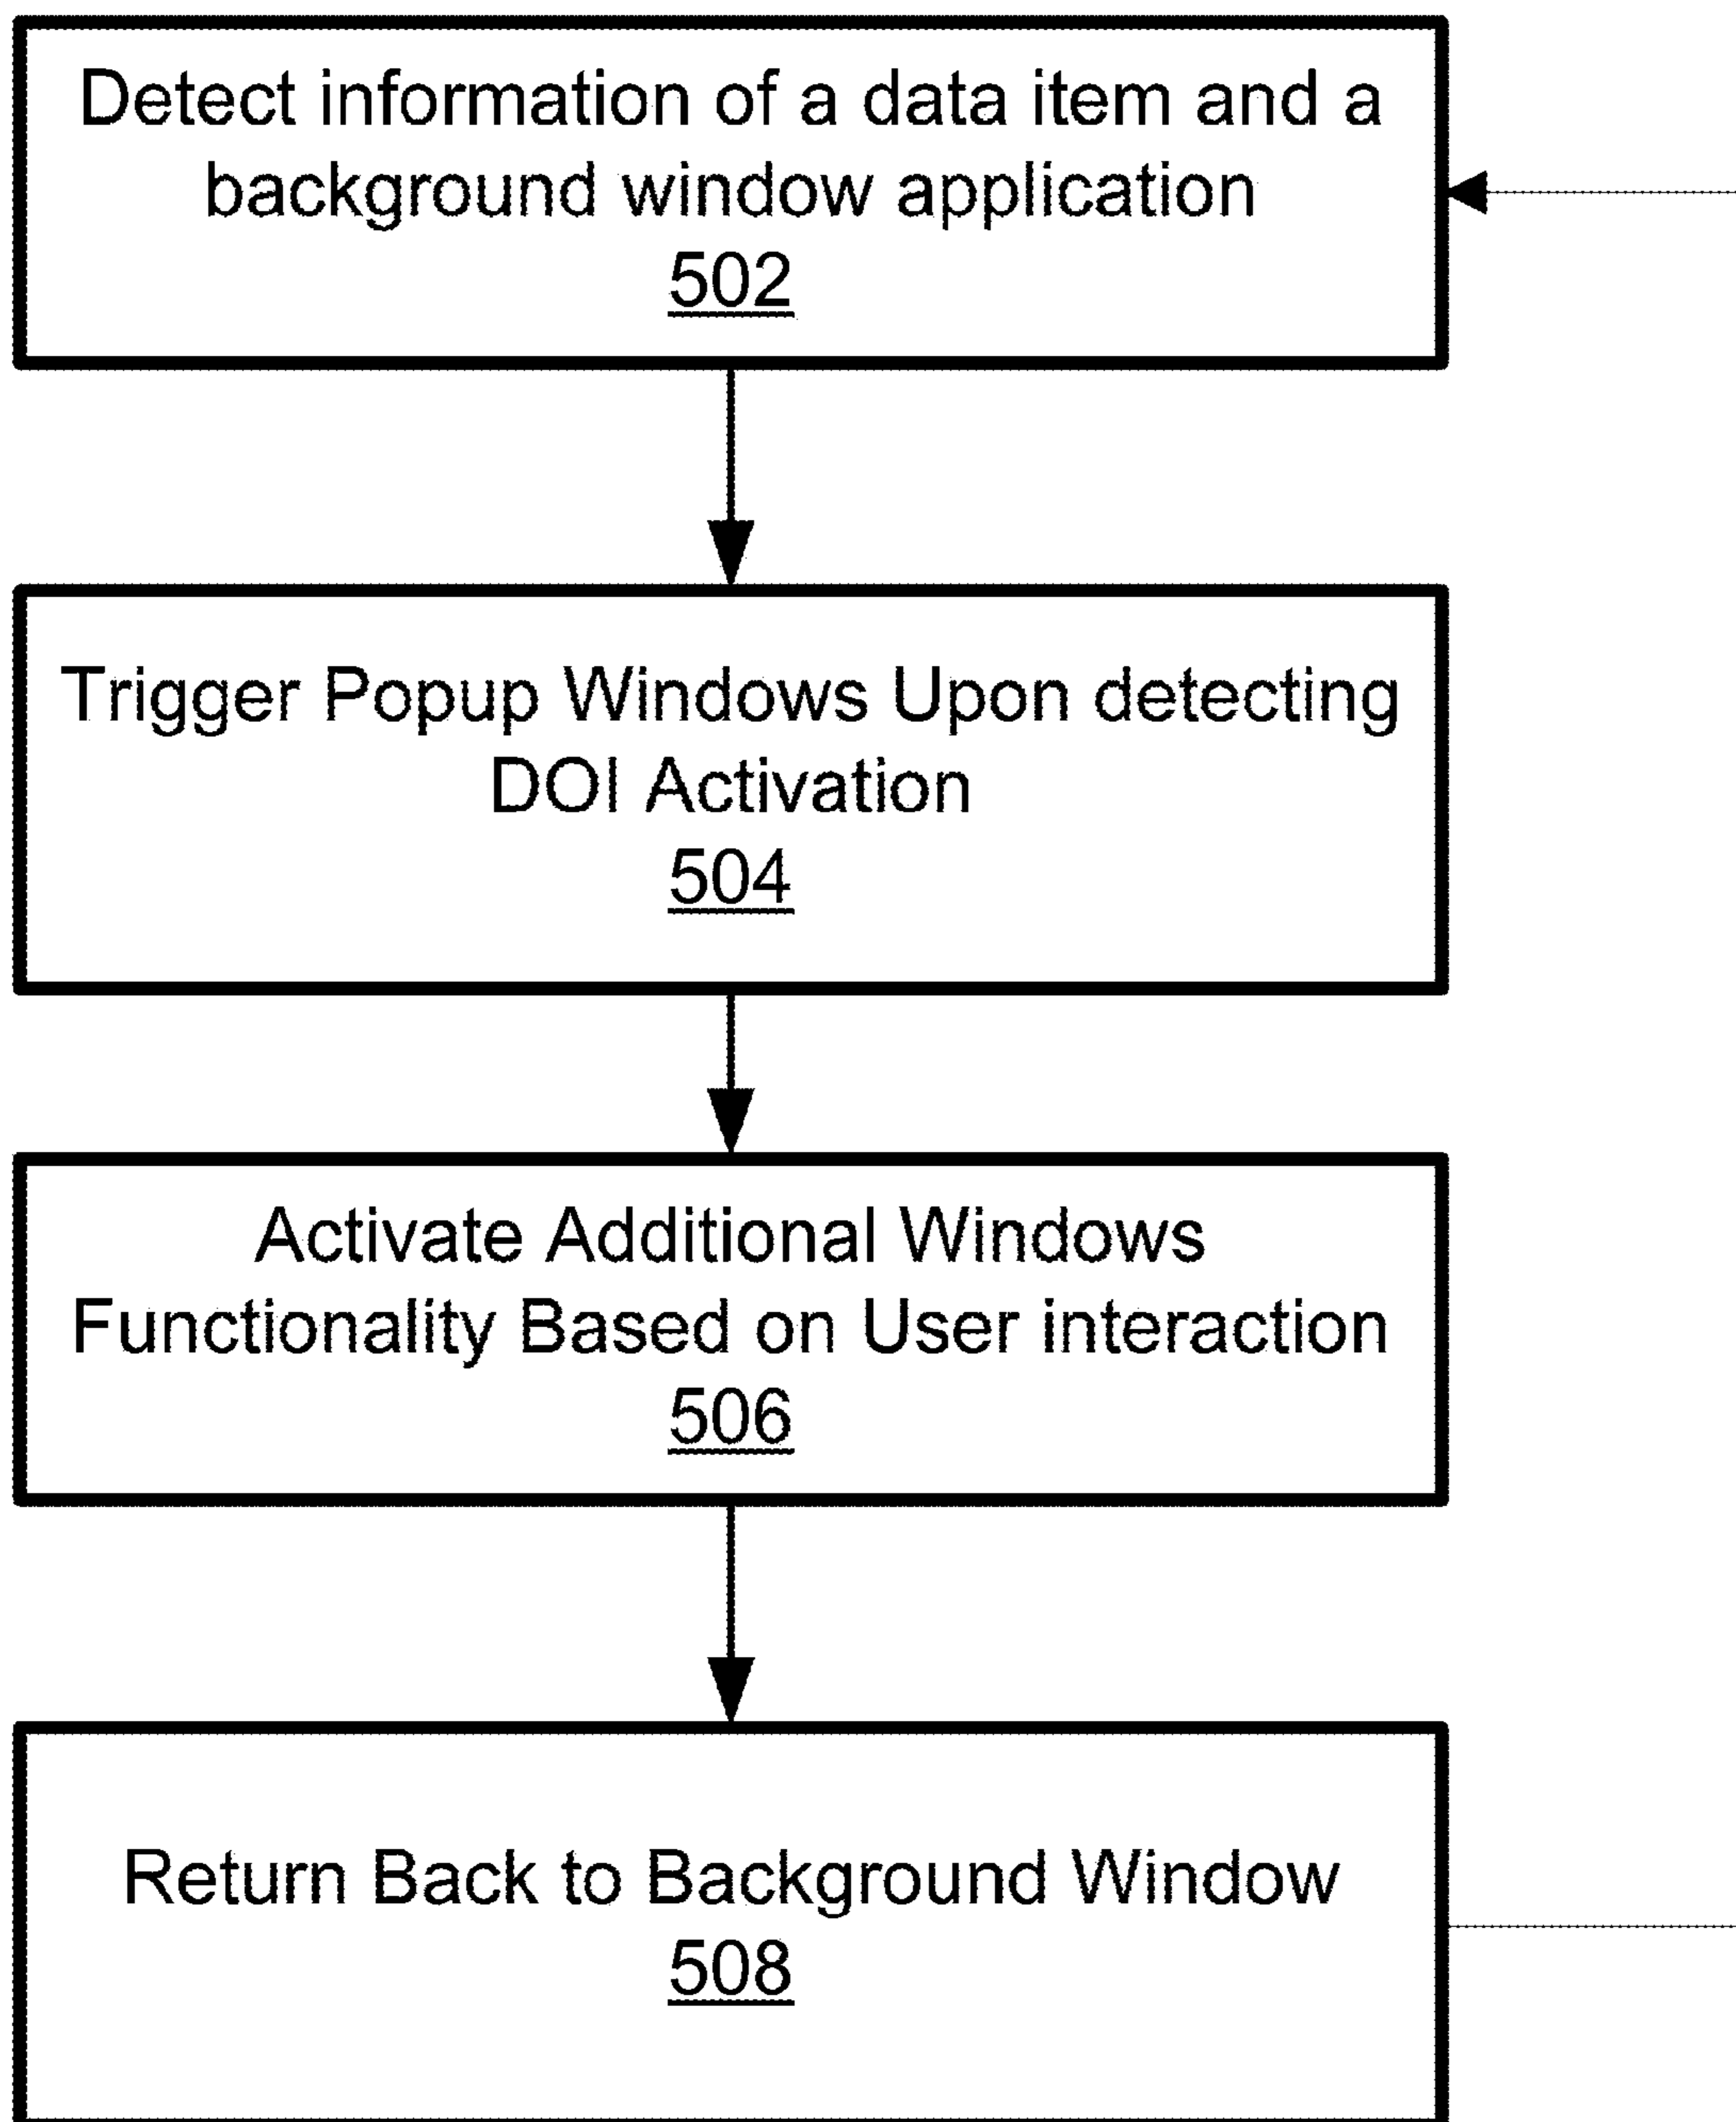 Detect information of a data item and a
background window application
502
Trigger Popup Windows Upon detecting
DOI Activation
504
Activate Additional Windows
Functionality Based on User interaction
506
Return Back to Background Window
508